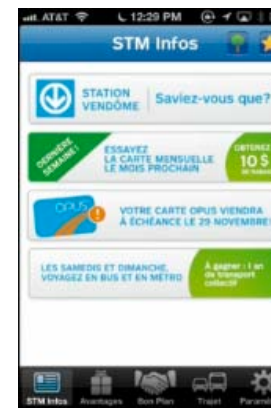 AT&T 12:29 PM
STM Infos
STATION
VENDÔME
Saviez-vous que?
DERNIÈRE
SEMAINE!
ESSAYEZ
LA CARTE MENSUELLE
LE MOIS PROCHAIN
OBTENEZ
10 $
OPUS
VOTRE CARTE OPUS VIENDRA
À ÉCHÉANCE LE 29 NOVEMBRE!
LES SAMEDIS ET DIMANCHE,
VOYAGEZ EN BUS ET EN MÉTRO
À gagner : 1 an
de transport
collectif
STM Infos Avantages Bon Plan Trajet Paramè